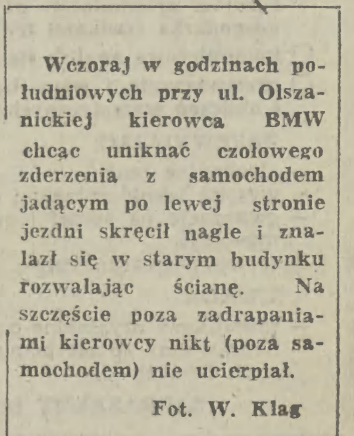 Wczoraj w godzinach po-
łudniowych przy ul. Olsza-
nickiej kierowca BMW
chcąc uniknąć czołowego
zderzenia z samochodem
jadącym po lewej stronie
jezdni skręcił nagle i zna-
lazł się w starym budynku
rozwalając ścianę. Na
szczęście poza zadrapania-
mi kierowcy nikt (poza sa-
mochodem) nie ucierpiał.
Fot. W. Klag